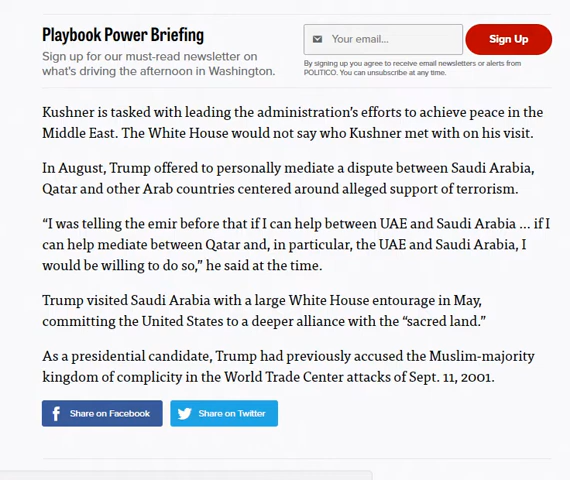 Playbook Power Briefing
Sign up for our must-read newsletter on
what's driving the afternoon in Washington.
Your email...
Sign Up
By signing up you agree to receive email newsletters or alerts from
POLITICO. You can unsubscribe at any time.
Kushner is tasked with leading the administration's efforts to achieve peace in the
Middle East. The White House would not say who Kushner met with on his visit.
In August, Trump offered to personally mediate a dispute between Saudi Arabia,
Qatar and other Arab countries centered around alleged support of terrorism.
“I was telling the emir before that if I can help between UAE and Saudi Arabia ... if I
can help mediate between Qatar and, in particular, the UAE and Saudi Arabia, I
would be willing to do so,” he said at the time.
Trump visited Saudi Arabia with a large White House entourage in May,
committing the United States to a deeper alliance with the “sacred land.”
As a presidential candidate, Trump had previously accused the Muslim-majority
kingdom of complicity in the World Trade Center attacks of Sept. 11, 2001.
Share on Facebook
Share on Twitter